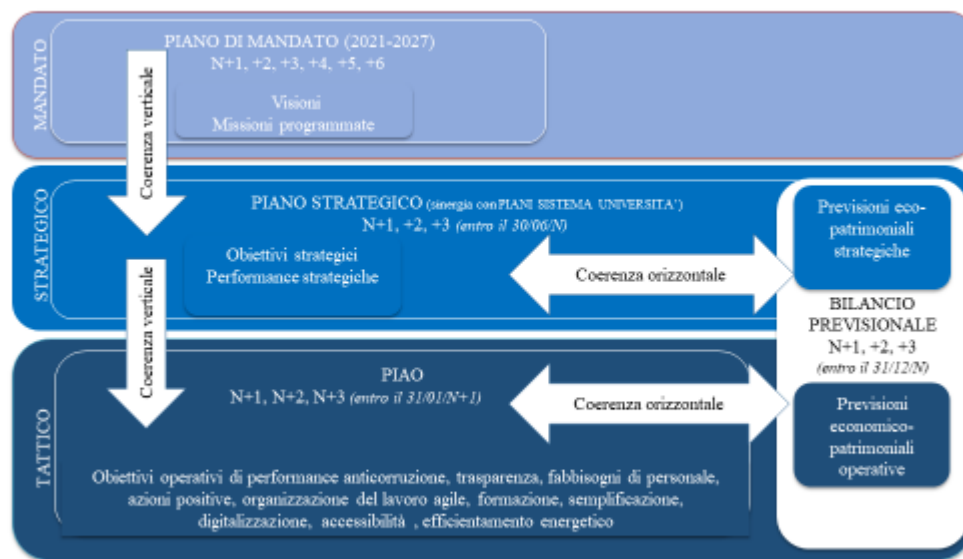 MANDATO
PIANO DI MANDATO (2021-2027)
N+1, +2, +3, +4, +5, +6
Visioni
Missioni programmate
Coerenza verticale
STRATEGICO
PIANO STRATEGICO (sinergia con PIANI SISTEMA UNIVERSITA')
N+1, +2, +3 (entro il 30/06/N)
Obiettivi strategici
Performance strategiche
Coerenza orizzontale
Previsioni eco-
patrimoniali
strategiche
Coerenza verticale
BILANCIO
PREVISIONALE
N+1, +2, +3
(entro il 31/12/N)
TATTICO
PIAO
N+1, N+2, N+3 (entro il 31/01/N+1)
Coerenza orizzontale
Previsioni
economico-
patrimoniali
operative
Obiettivi operativi di performance anticorruzione, trasparenza, fabbisogni di personale,
azioni positive, organizzazione del lavoro agile, formazione, semplificazione,
digitalizzazione, accessibilità , efficientamento energetico